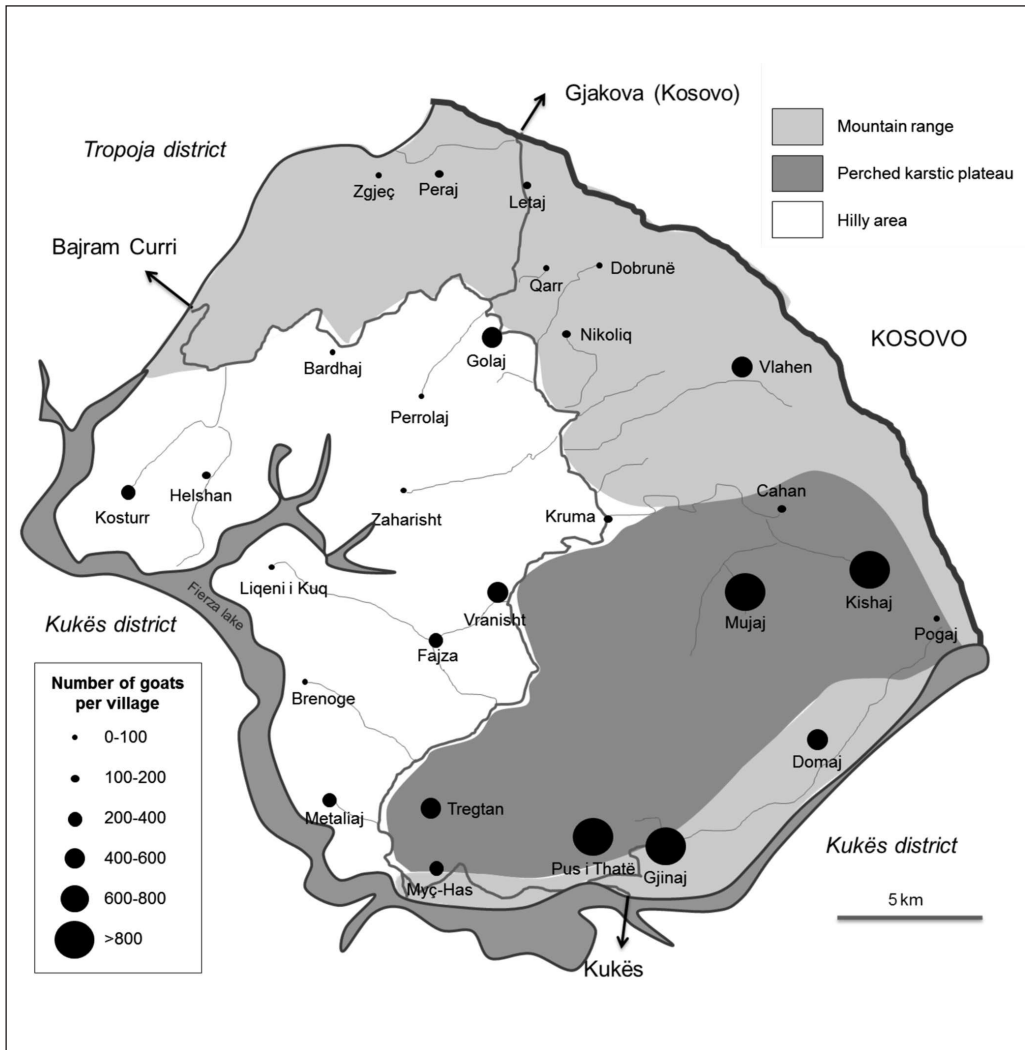 Gjakova (Kosovo)
Tropoja district
Mountain range
Perched karstic plateau
Hilly area
Zgjeç
Peraj
Letaj
Bajram Curri
Qarr
Dobrunë
Nikoliq
KOSOVO
Bardhaj
Golaj
Vlahen
Perrolaj
Helshan
Kosturr
Zaharisht
Kruma
Cahan
Liqeni i Kuq
Fierza lake
Vranisht
Mujaj
Kishaj
Kukës district
Fajza
Pogaj
Brenoge
Domaj
Metaliaj
Tregtan
Pus i Thatë
Gjinaj
Myç-Has
Kukës district
Kukës
5 km
Number of goats
per village
0-100
100-200
200-400
400-600
600-800
>800